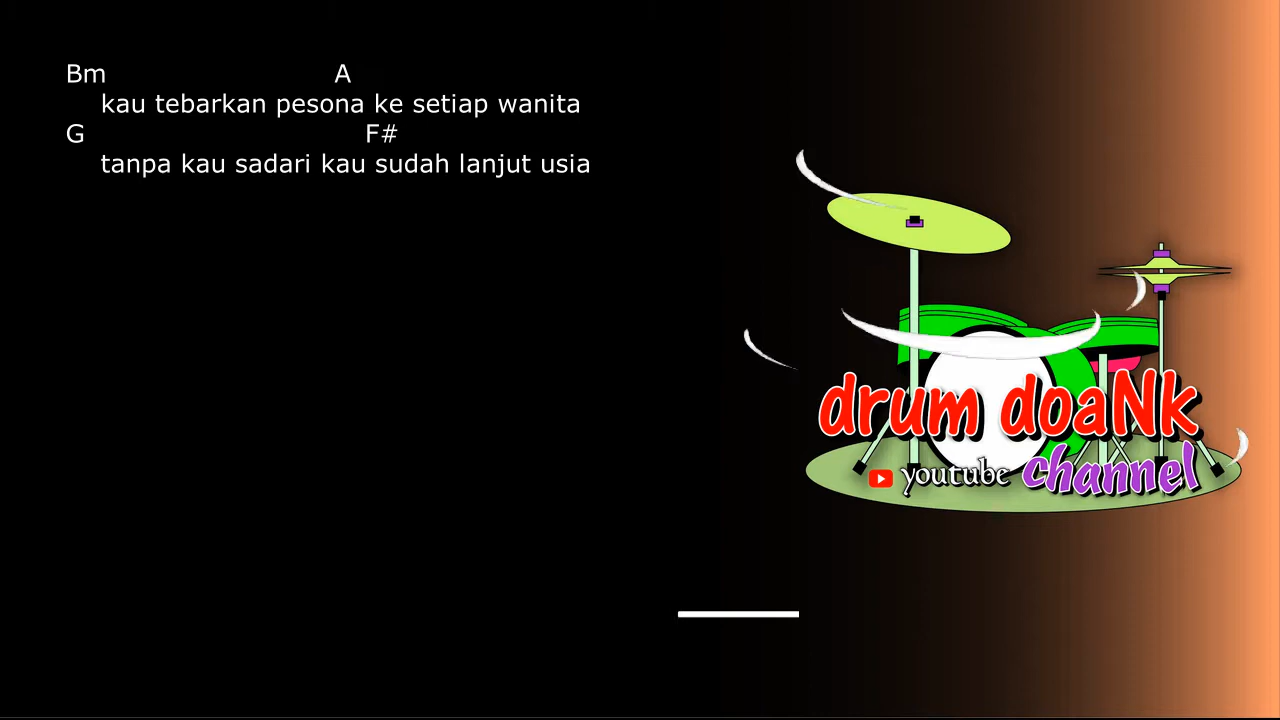 Bm A
kau tebarkan pesona ke setiap wanita
G F#
tanpa kau sadari kau sudah lanjut usia
drum doaNk
youtube channel